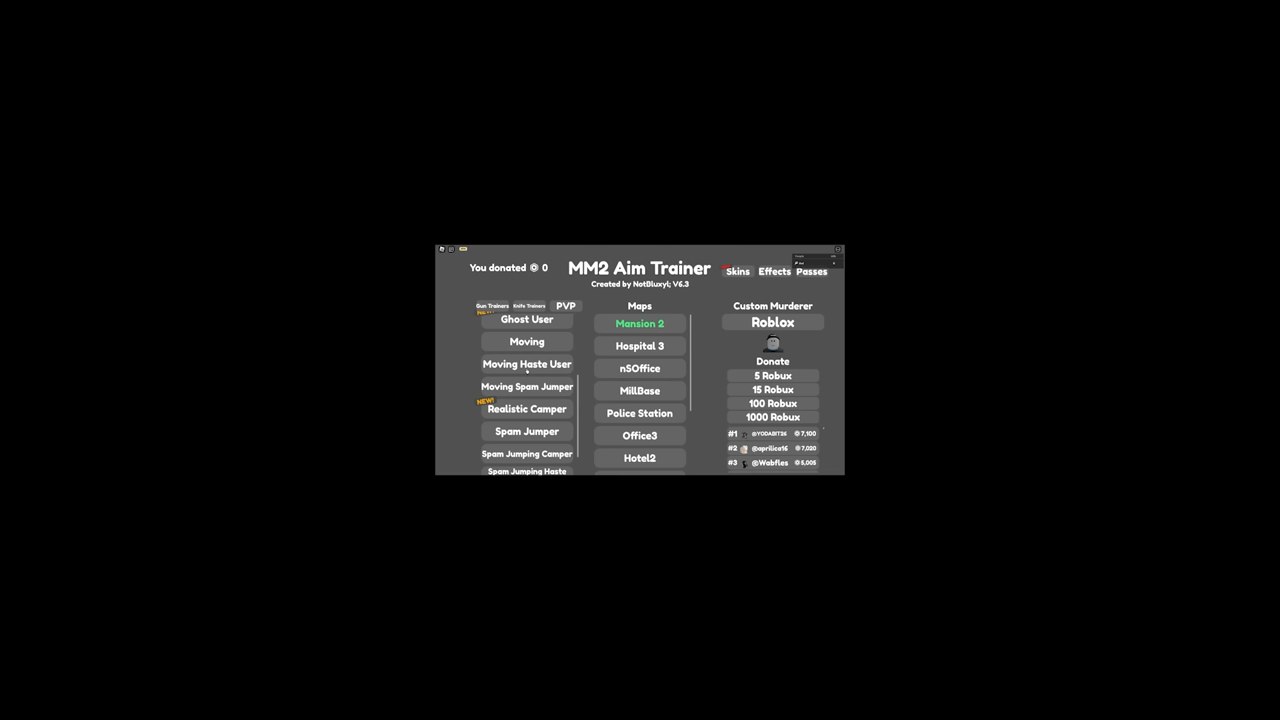 You donated 0
MM2 Aim Trainer
Created by NotBluxyl; V6.3
Skins Effects Passes
Gun Trainers Knife Trainers PVP
NEW!
Ghost User
Moving
Moving Haste User
Moving Spam Jumper
NEW!
Realistic Camper
Spam Jumper
Spam Jumping Camper
Spam Jumping Haste
Maps
Mansion 2
Hospital 3
nSOffice
MillBase
Police Station
Office3
Hotel2
Custom Murderer
Roblox
Donate
5 Robux
15 Robux
100 Robux
1000 Robux
#1 7,100
#2 @aprilica16 7,020
#3 @Wabfles 5,005